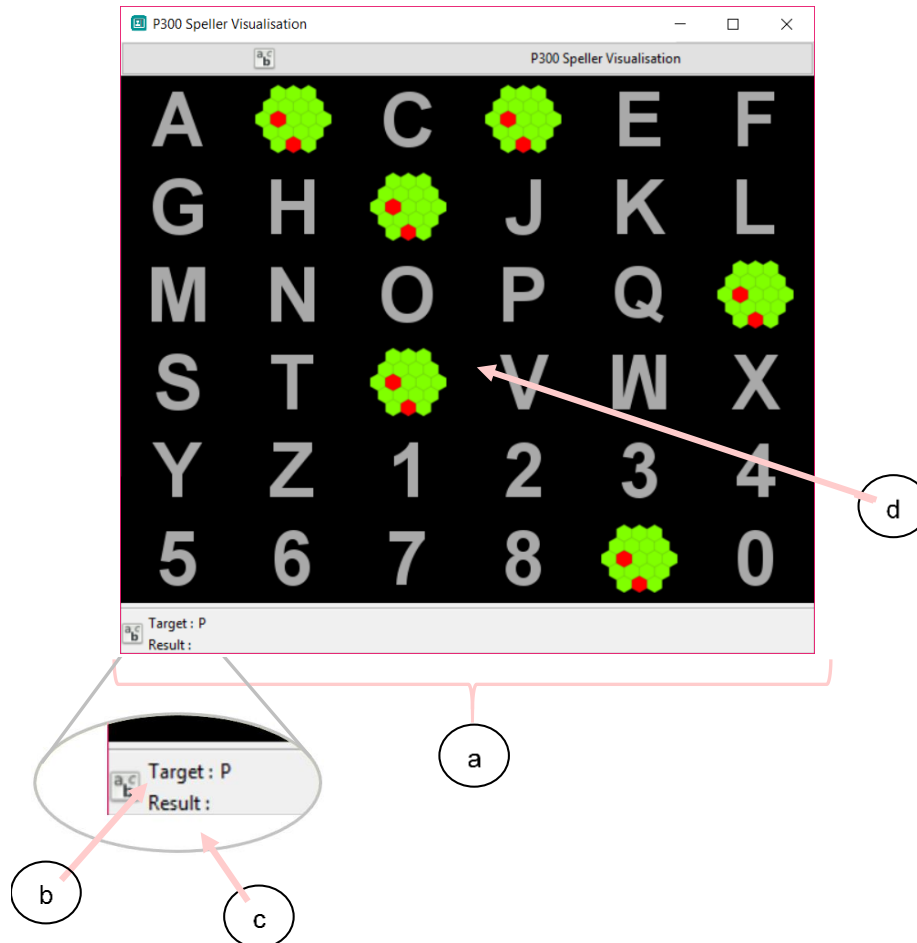 P300 Speller Visualisation
P300 Speller Visualisation
A C E F
G H J K L
M N O P Q
S T V W X
Y Z 1 2 3 4
5 6 7 8 0
Target : P
Result :
a
Target : P
Result :
b
c
d